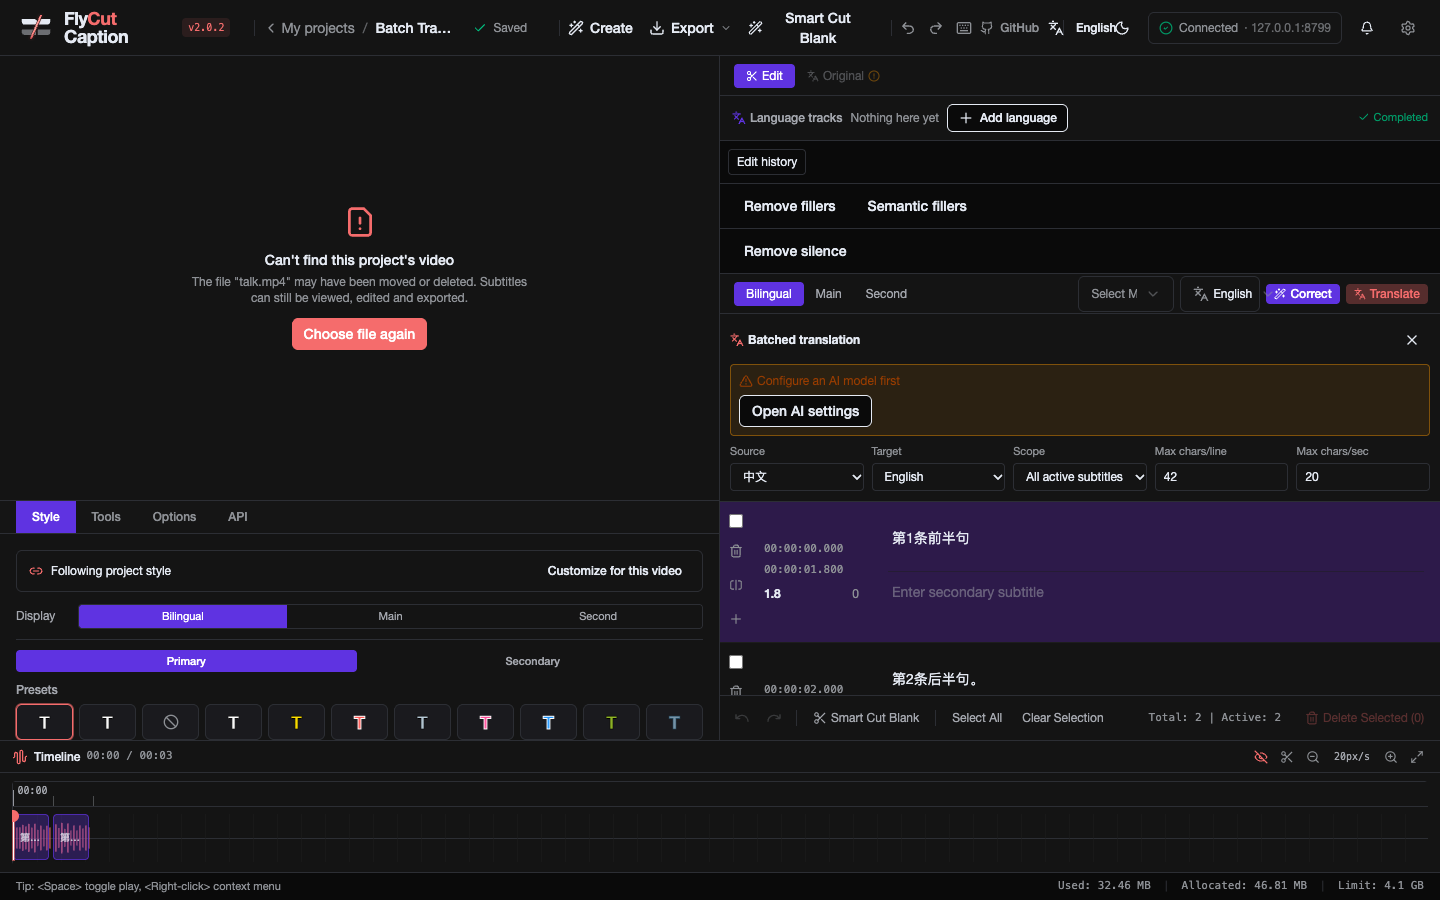 FlyCut
Caption
v2.0.2
My projects / Batch Tra...
Saved
Create
Export
Smart Cut
Blank
GitHub
English
Connected · 127.0.0.1:8799
Edit
Original
Language tracks Nothing here yet
Add language
Completed
Edit history
Remove fillers
Semantic fillers
Remove silence
Bilingual
Main
Second
Select M
English
Correct
Translate
Batched translation
Configure an AI model first
Open AI settings
Source
Target
Scope
Max chars/line
Max chars/sec
中文
English
All active subtitles
42
20
00:00:00.000
00:00:01.800
1.8
0
第1条前半句
Enter secondary subtitle
00:00:02.000
第2条后半句。
Smart Cut Blank
Select All
Clear Selection
Total: 2 | Active: 2
Delete Selected (0)
Can't find this project's video
The file "talk.mp4" may have been moved or deleted. Subtitles
can still be viewed, edited and exported.
Choose file again
Style
Tools
Options
API
Following project style
Customize for this video
Display
Bilingual
Main
Second
Primary
Secondary
Presets
T
T
T
T
T
T
T
T
T
T
Timeline 00:00 / 00:03
20px/s
00:00
第...
第...
Tip: <Space> toggle play, <Right-click> context menu
Used: 32.46 MB
Allocated: 46.81 MB
Limit: 4.1 GB